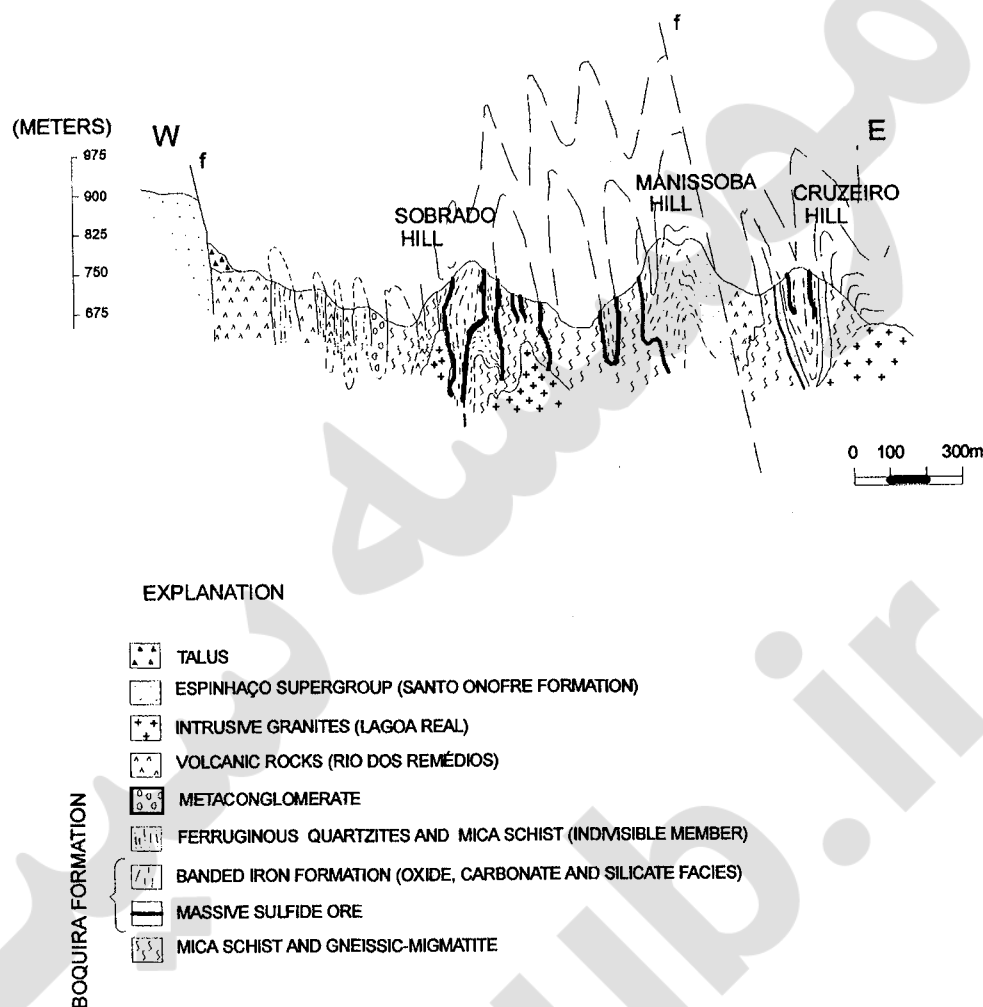 f
(METERS)
W
E
975
f
900
MANISSOBA
HILL
CRUZEIRO
HILL
SOBRADO
HILL
825
750
675
0 100 300m
EXPLANATION
TALUS
ESPINHAÇO SUPERGROUP (SANTO ONOFRE FORMATION)
INTRUSIVE GRANITES (LAGOA REAL)
VOLCANIC ROCKS (RIO DOS REMÉDIOS)
METACONGLOMERATE
FERRUGINOUS QUARTZITES AND MICA SCHIST (INDIVISIBLE MEMBER)
BANDED IRON FORMATION (OXIDE, CARBONATE AND SILICATE FACIES)
MASSIVE SULFIDE ORE
MICA SCHIST AND GNEISSIC-MIGMATITE
BOQUIRA FORMATION